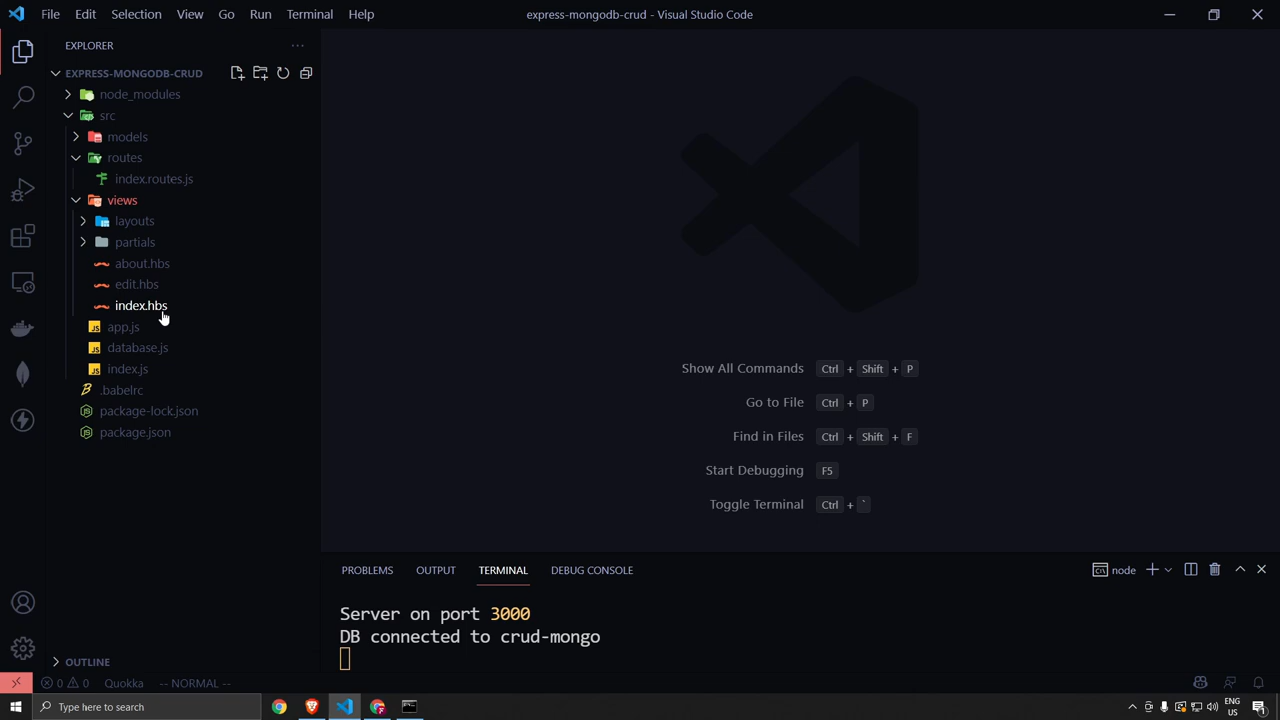 File Edit Selection View Go Run Terminal Help
express-mongodb-crud - Visual Studio Code
EXPLORER
EXPRESS-MONGODB-CRUD
node_modules
src
models
routes
index.routes.js
views
layouts
partials
about.hbs
edit.hbs
index.hbs
JS app.js
JS database.js
JS index.js
.babelrc
package-lock.json
package.json
OUTLINE
Show All Commands Ctrl + Shift + P
Go to File Ctrl + P
Find in Files Ctrl + Shift + F
Start Debugging F5
Toggle Terminal Ctrl + `
PROBLEMS OUTPUT TERMINAL DEBUG CONSOLE
node
Server on port 3000
DB connected to crud-mongo
0 0 Quokka -- NORMAL --
Type here to search
ENG
US